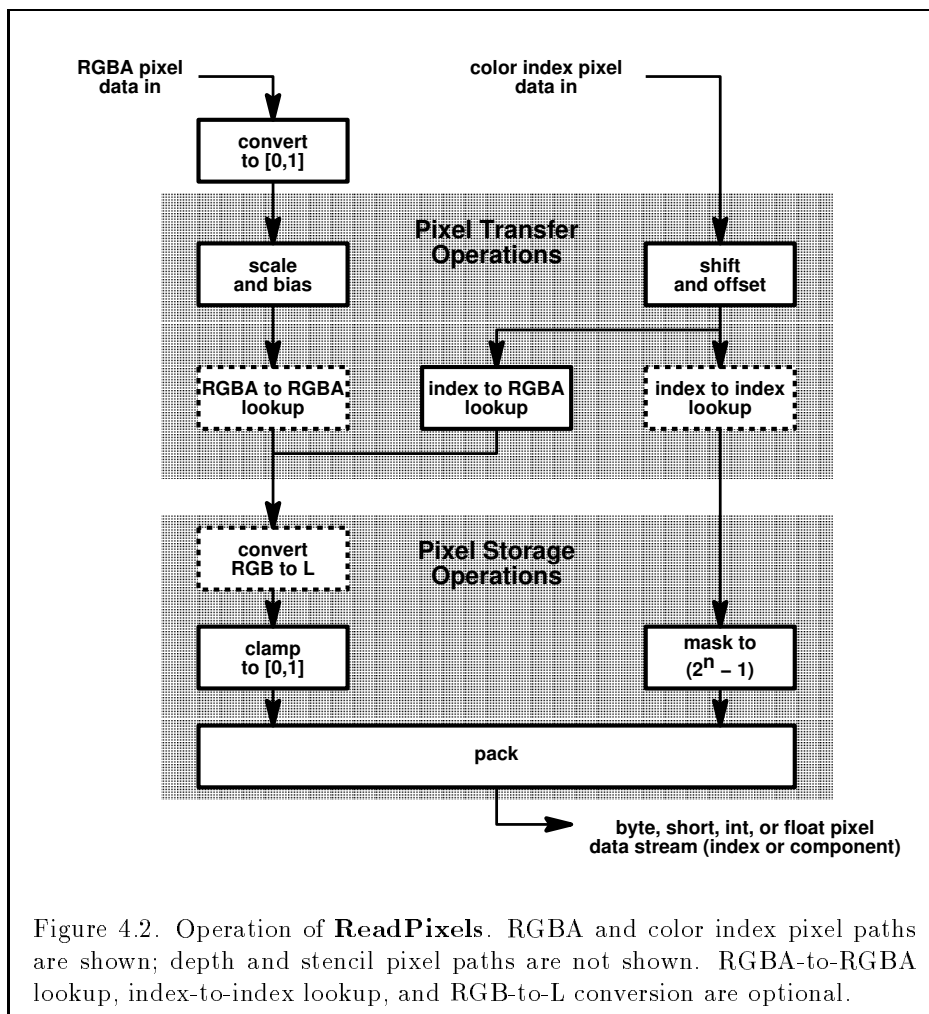 RGBA pixel
data in
color index pixel
data in
convert
to [0,1]
Pixel Transfer
Operations
scale
and bias
shift
and offset
RGBA to RGBA
lookup
index to RGBA
lookup
index to index
lookup
convert
RGB to L
Pixel Storage
Operations
clamp
to [0,1]
mask to
(2^n – 1)
pack
byte, short, int, or float pixel
data stream (index or component)
Figure 4.2. Operation of ReadPixels. RGBA and color index pixel paths
are shown; depth and stencil pixel paths are not shown. RGBA-to-RGBA
lookup, index-to-index lookup, and RGB-to-L conversion are optional.